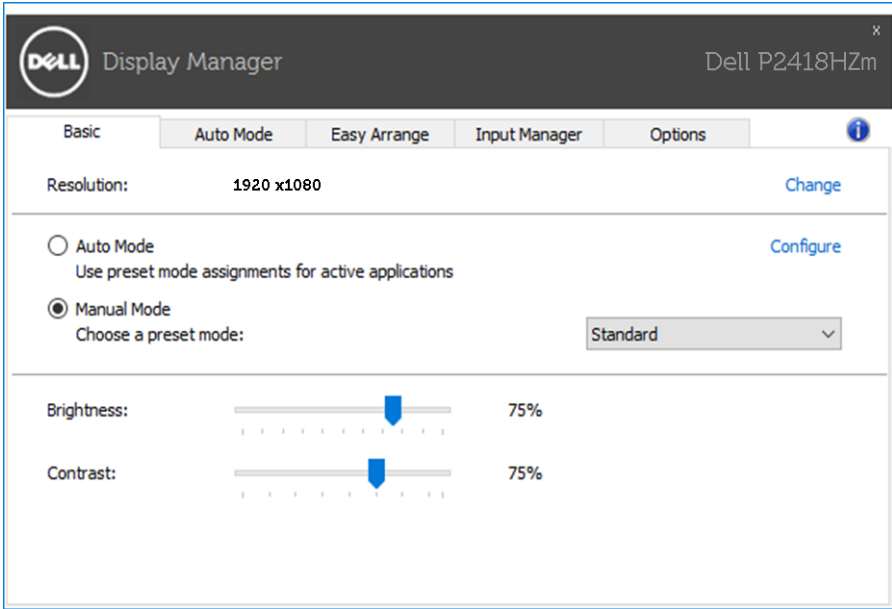 DELL
Display Manager
Dell P2418HZm
x
Basic
Auto Mode
Easy Arrange
Input Manager
Options
i
Resolution:
1920 x1080
Change
Auto Mode
Configure
Use preset mode assignments for active applications
Manual Mode
Choose a preset mode:
Standard
Brightness:
75%
Contrast:
75%